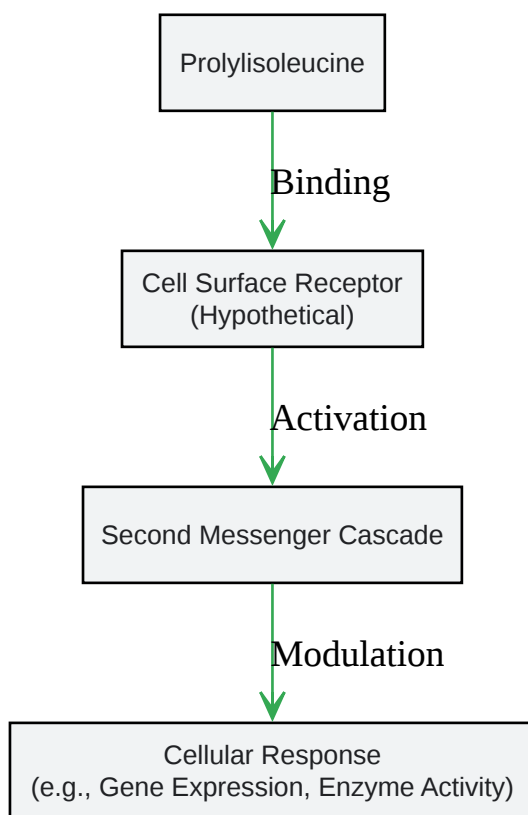 Prolylisoleucine
Binding
Cell Surface Receptor
(Hypothetical)
Activation
Second Messenger Cascade
Modulation
Cellular Response
(e.g., Gene Expression, Enzyme Activity)